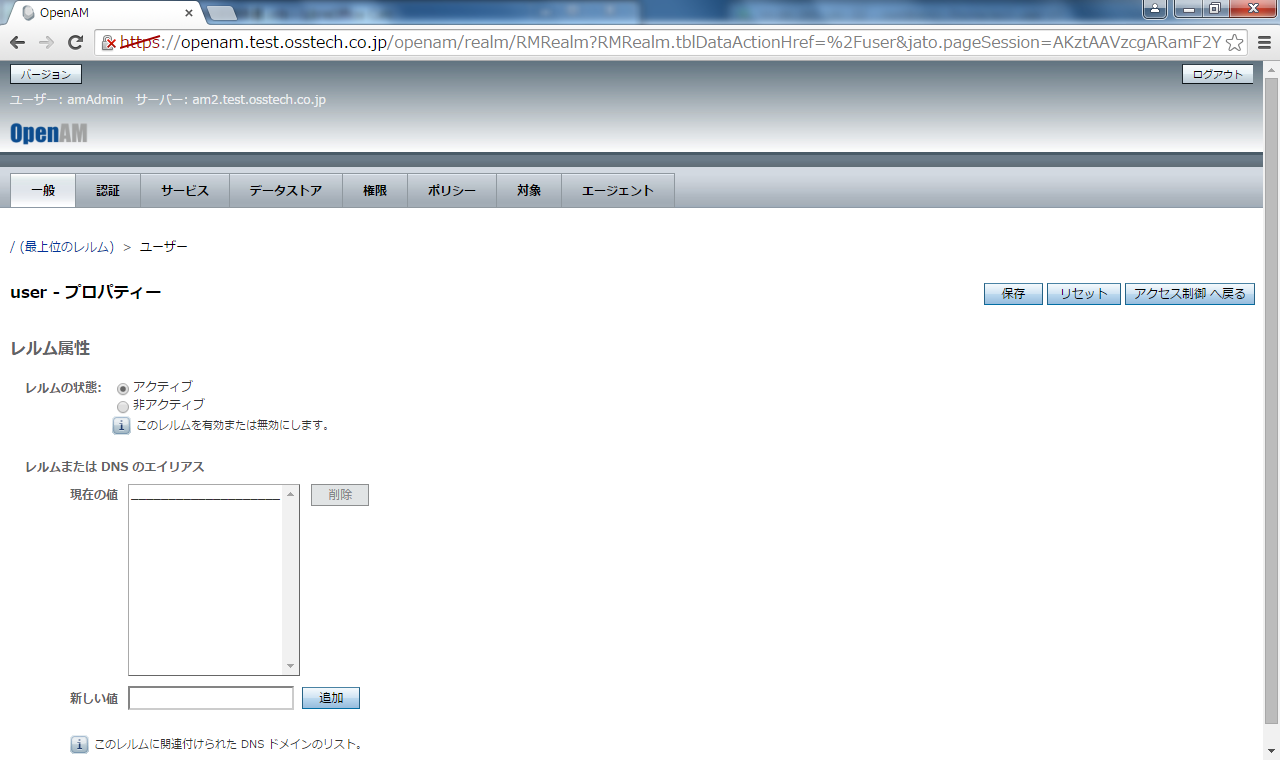 OpenAM
https://openam.test.osstech.co.jp/openam/realm/RMRealm?RMRealm.tblDataActionHref=%2Fuser&jato.pageSession=AKztAAVzcgARamF2Y
バージョン
ログアウト
ユーザー: amAdmin サーバー: am2.test.osstech.co.jp
OpenAM
一般 認証 サービス データストア 権限 ポリシー 対象 エージェント
/ (最上位のレルム) > ユーザー
user - プロパティー
保存 リセット アクセス制御 へ戻る
レルム属性
レルムの状態: アクティブ
非アクティブ
このレルムを有効または無効にします。
レルムまたは DNS のエイリアス
現在の値 削除
新しい値 追加
このレルムに関連付けられた DNS ドメインのリスト。